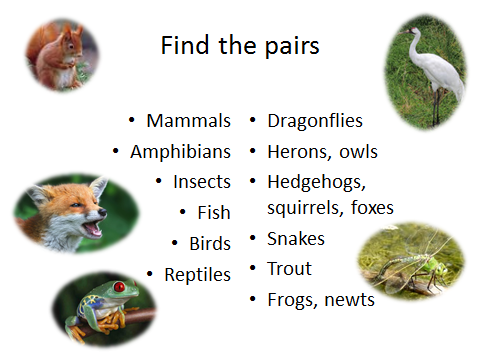 Find the pairs
• Mammals
• Amphibians
• Insects
• Fish
• Birds
• Reptiles
• Dragonflies
• Herons, owls
• Hedgehogs,
squirrels, foxes
• Snakes
• Trout
• Frogs, newts